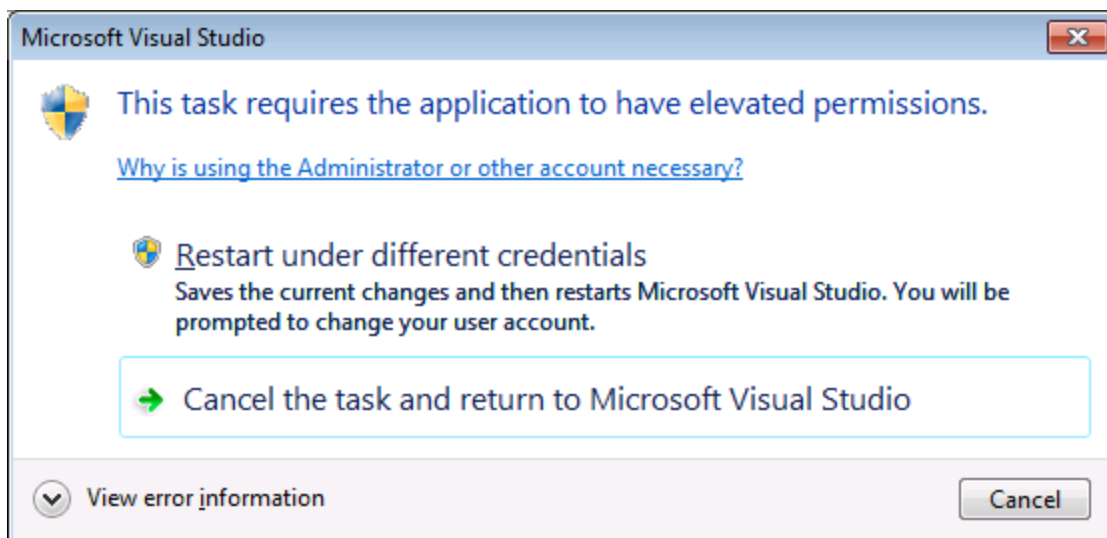 Microsoft Visual Studio
This task requires the application to have elevated permissions.
Why is using the Administrator or other account necessary?
Restart under different credentials
Saves the current changes and then restarts Microsoft Visual Studio. You will be
prompted to change your user account.
Cancel the task and return to Microsoft Visual Studio
View error information
Cancel